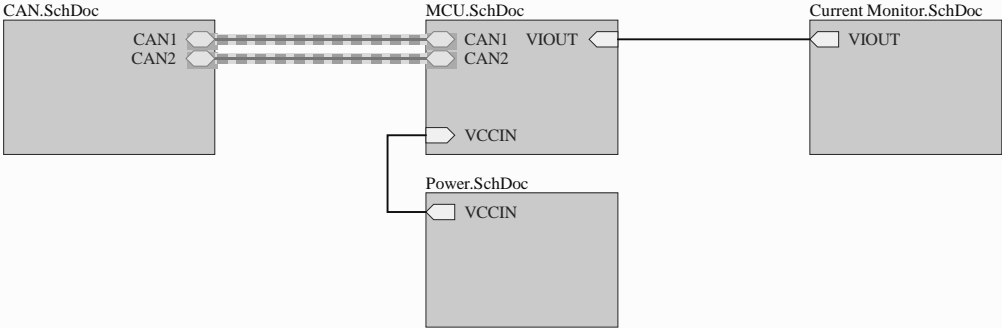 CAN.SchDoc
MCU.SchDoc
Current Monitor.SchDoc
CAN1
CAN1
VIOUT
VIOUT
CAN2
CAN2
VCCIN
Power.SchDoc
VCCIN